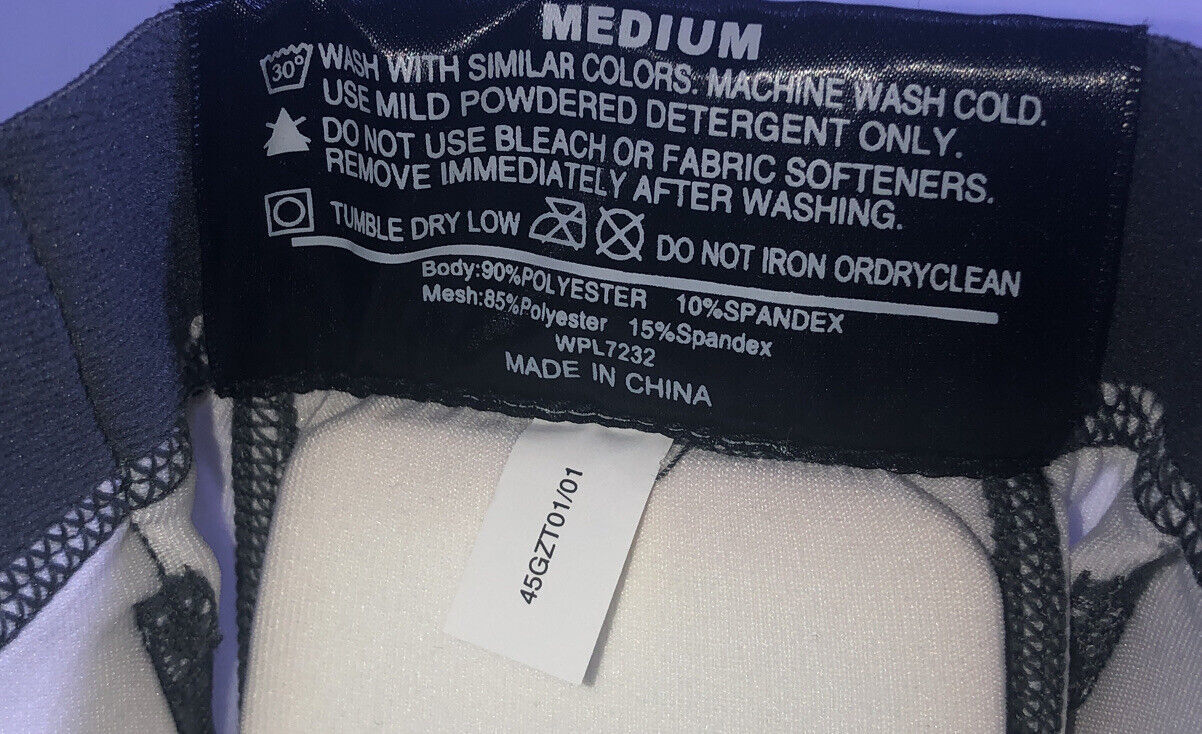 MEDIUM
30° WASH WITH SIMILAR COLORS. MACHINE WASH COLD.
USE MILD POWDERED DETERGENT ONLY.
DO NOT USE BLEACH OR FABRIC SOFTENERS.
REMOVE IMMEDIATELY AFTER WASHING.
TUMBLE DRY LOW DO NOT IRON ORDRYCLEAN
Body:90%POLYESTER 10%SPANDEX
Mesh:85%Polyester 15%Spandex
WPL7232
MADE IN CHINA
45GZT01/01